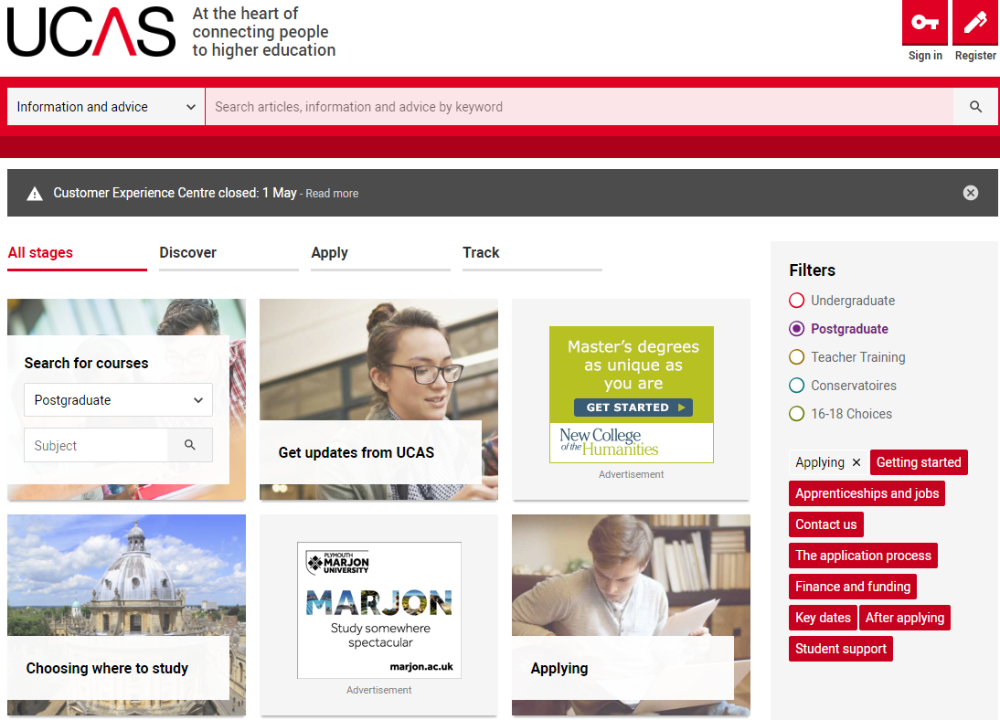 UCAS
At the heart of
connecting people
to higher education
Sign in
Register
Information and advice
Search articles, information and advice by keyword
Customer Experience Centre closed: 1 May - Read more
All stages
Discover
Apply
Track
Search for courses
Postgraduate
Subject
Get updates from UCAS
Master's degrees
as unique as
you are
GET STARTED
New College
of the Humanities
Advertisement
Choosing where to study
PLYMOUTH
MARJON
UNIVERSITY
MARJON
Study somewhere
spectacular
marjon.ac.uk
Advertisement
Applying
Filters
Undergraduate
Postgraduate
Teacher Training
Conservatoires
16-18 Choices
Applying ×
Getting started
Apprenticeships and jobs
Contact us
The application process
Finance and funding
Key dates
After applying
Student support